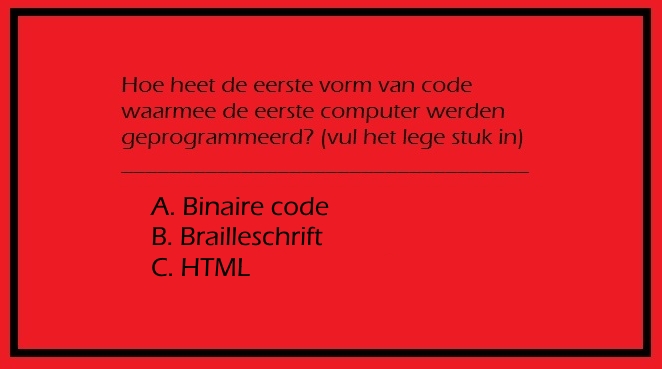 Hoe heet de eerste vorm van code
waarmee de eerste computer werden
geprogrammeerd? (vul het lege stuk in)
A. Binaire code
B. Brailleschrift
C. HTML